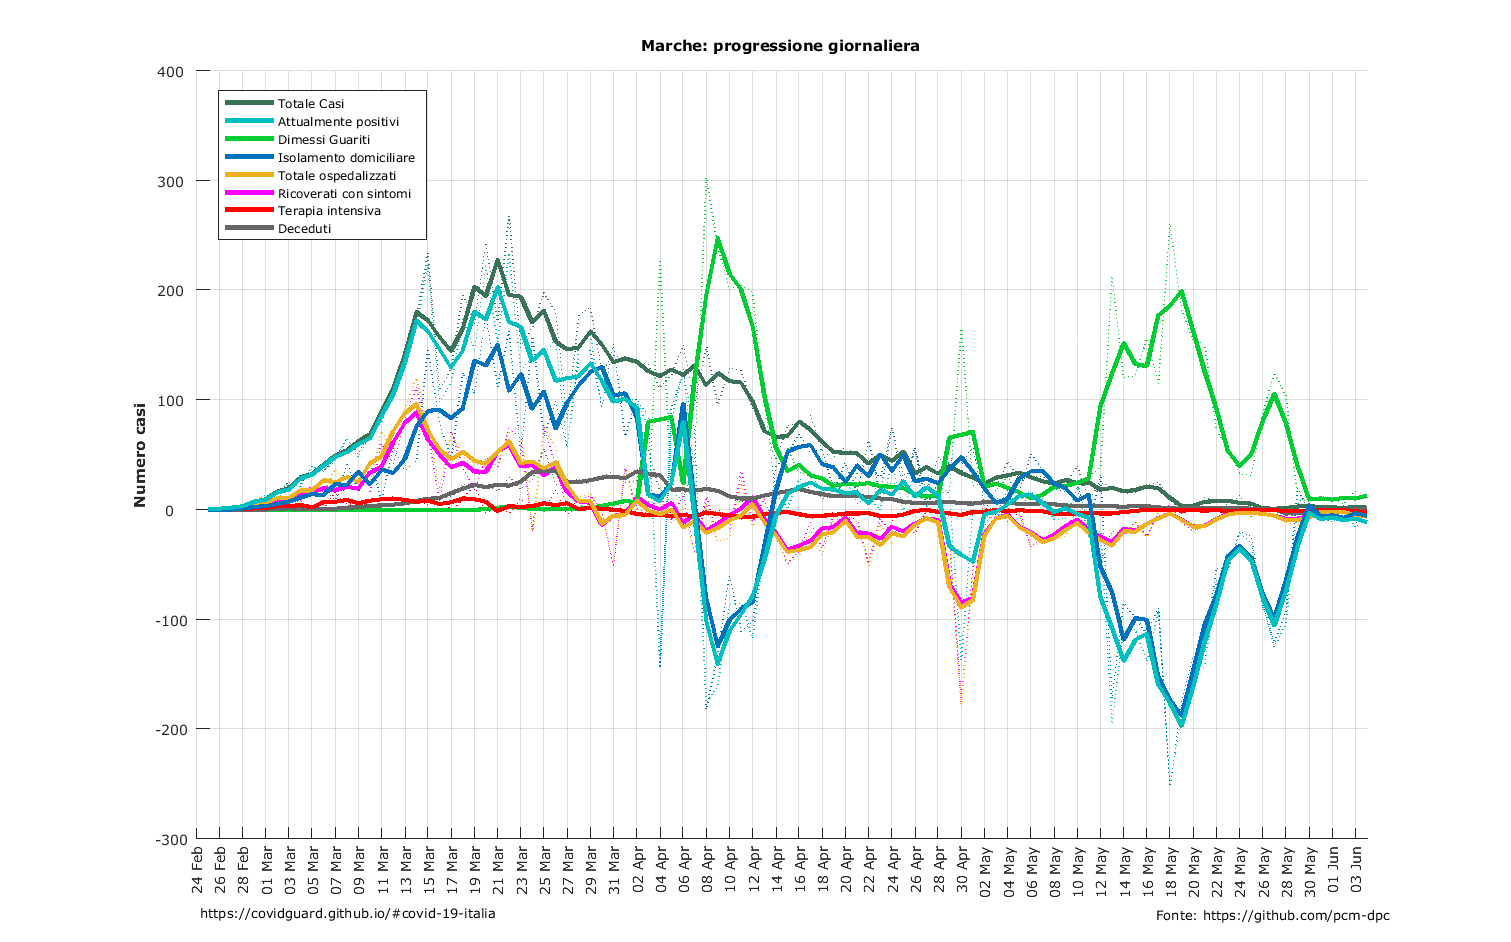 Marche: progressione giornaliera
400
300
200
100
0
-100
-200
-300
Numero casi
Totale Casi
Attualmente positivi
Dimessi Guariti
Isolamento domiciliare
Totale ospedalizzati
Ricoverati con sintomi
Terapia intensiva
Deceduti
24 Feb
26 Feb
28 Feb
01 Mar
03 Mar
05 Mar
07 Mar
09 Mar
11 Mar
13 Mar
15 Mar
17 Mar
19 Mar
21 Mar
23 Mar
25 Mar
27 Mar
29 Mar
31 Mar
02 Apr
04 Apr
06 Apr
08 Apr
10 Apr
12 Apr
14 Apr
16 Apr
18 Apr
20 Apr
22 Apr
24 Apr
26 Apr
28 Apr
30 Apr
02 May
04 May
06 May
08 May
10 May
12 May
14 May
16 May
18 May
20 May
22 May
24 May
26 May
28 May
30 May
01 Jun
03 Jun
https://covidguard.github.io/#covid-19-italia
Fonte: https://github.com/pcm-dpc